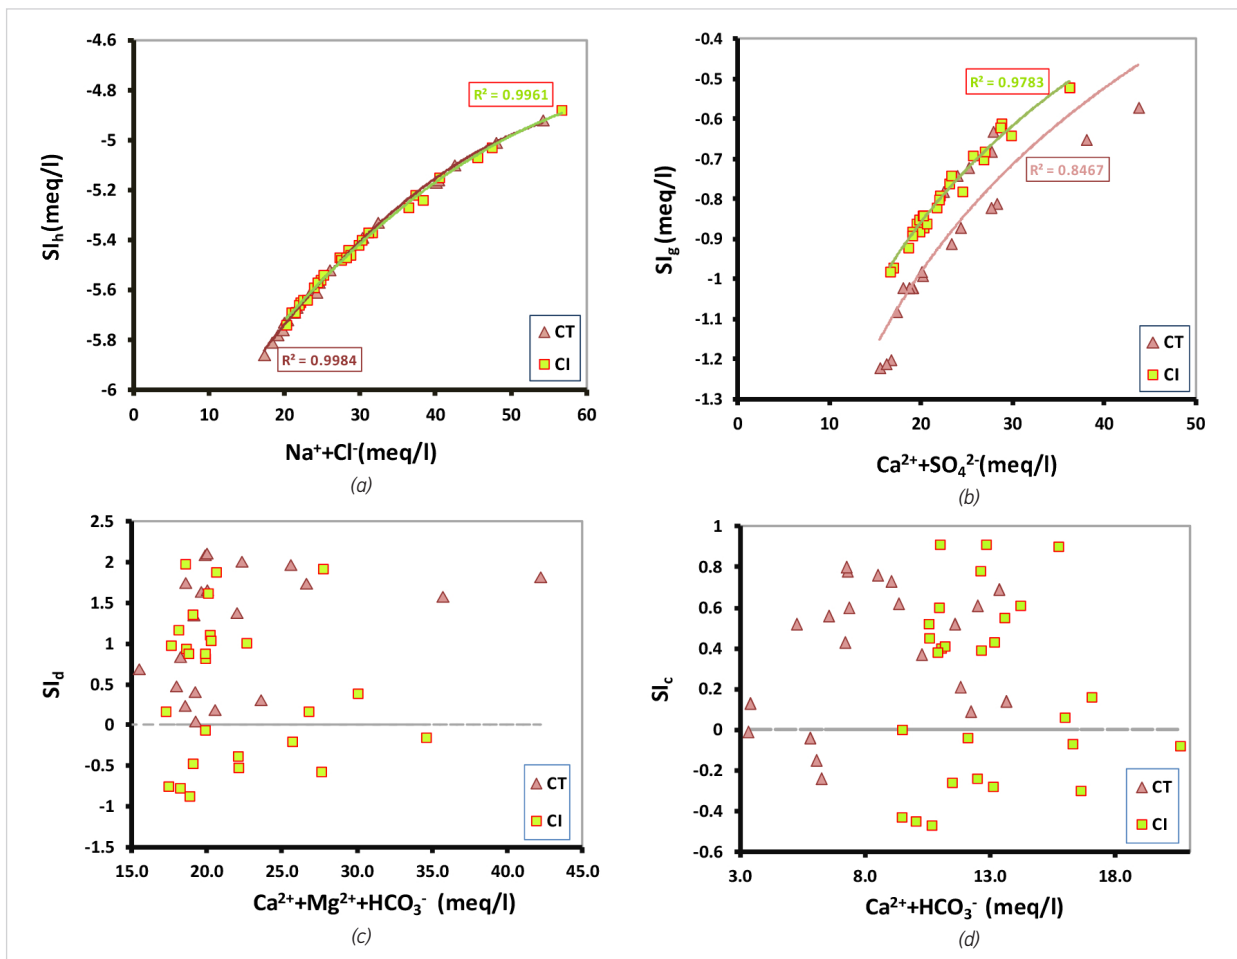 -4.6
-4.8
-5
-5.2
-5.4
-5.6
-5.8
-6
SIh (meq/l)
R² = 0.9961
R² = 0.9984
CT
CI
0 10 20 30 40 50 60
Na⁺+Cl⁻(meq/l)
(a)
-0.4
-0.5
-0.6
-0.7
-0.8
-0.9
-1
-1.1
-1.2
-1.3
SIg (meq/l)
R² = 0.9783
R² = 0.8467
CT
CI
0 10 20 30 40 50
Ca²⁺+SO₄²⁻(meq/l)
(b)
2.5
2
1.5
1
0.5
0
-0.5
-1
-1.5
SId
CT
CI
15.0 20.0 25.0 30.0 35.0 40.0 45.0
Ca²⁺+Mg²⁺+HCO₃⁻ (meq/l)
(c)
1
0.8
0.6
0.4
0.2
0
-0.2
-0.4
-0.6
SIc
CT
CI
3.0 8.0 13.0 18.0
Ca²⁺+HCO₃⁻ (meq/l)
(d)